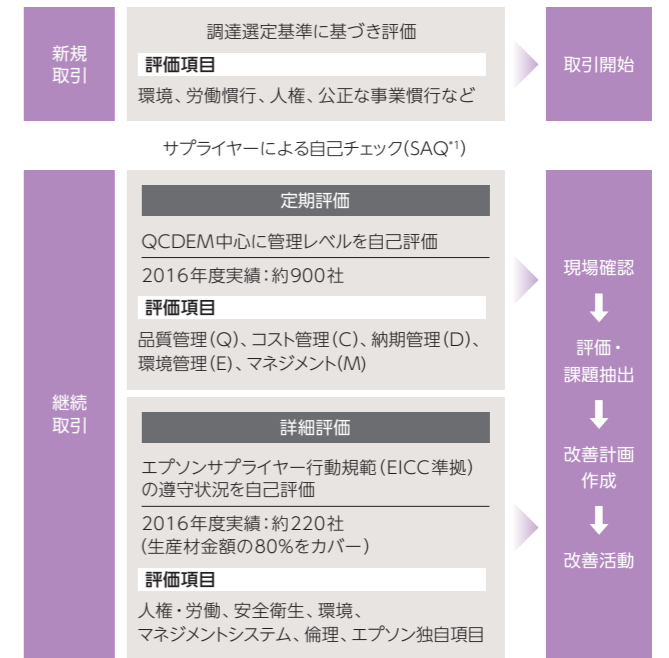 新規
取引
調達選定基準に基づき評価
評価項目
環境、労働慣行、人権、公正な事業慣行など
取引開始
サプライヤーによる自己チェック(SAQ*1)
継続
取引
定期評価
QCDEM中心に管理レベルを自己評価
2016年度実績：約900社
評価項目
品質管理(Q)、コスト管理(C)、納期管理(D)、
環境管理(E)、マネジメント(M)
詳細評価
エプソンサプライヤー行動規範(EICC準拠)
の遵守状況を自己評価
2016年度実績：約220社
(生産材金額の80%をカバー)
評価項目
人権・労働、安全衛生、環境、
マネジメントシステム、倫理、エプソン独自項目
現場確認
評価・
課題抽出
改善計画
作成
改善活動